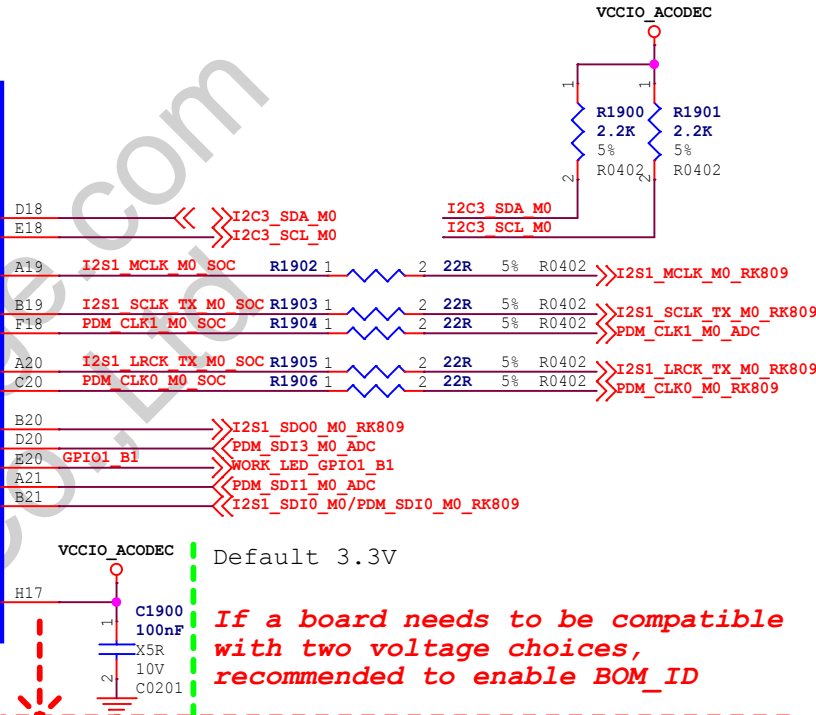 VCCIO_ACODEC
1
1
R1900
R1901
2.2K
2.2K
5%
5%
R0402
R0402
2
2
D18
I2C3_SDA_M0
I2C3_SDA_M0
E18
I2C3_SCL_M0
I2C3_SCL_M0
A19 I2S1_MCLK_M0_SOC R1902 1 2 22R 5% R0402 I2S1_MCLK_M0_RK809
B19 I2S1_SCLK_TX_M0_SOC R1903 1 2 22R 5% R0402 I2S1_SCLK_TX_M0_RK809
F18 PDM_CLK1_M0_SOC R1904 1 2 22R 5% R0402 PDM_CLK1_M0_ADC
A20 I2S1_LRCK_TX_M0_SOC R1905 1 2 22R 5% R0402 I2S1_LRCK_TX_M0_RK809
C20 PDM_CLK0_M0_SOC R1906 1 2 22R 5% R0402 PDM_CLK0_M0_RK809
B20 I2S1_SDO0_M0_RK809
D20 PDM_SDI3_M0_ADC
E20 GPIO1_B1 WORK_LED_GPIO1_B1
A21 PDM_SDI1_M0_ADC
B21 I2S1_SDI0_M0/PDM_SDI0_M0_RK809
VCCIO_ACODEC
Default 3.3V
H17
1
C1900
100nF
X5R
10V
2
C0201
If a board needs to be compatible
with two voltage choices,
recommended to enable BOM_ID
ge.com
Co.,Ltd